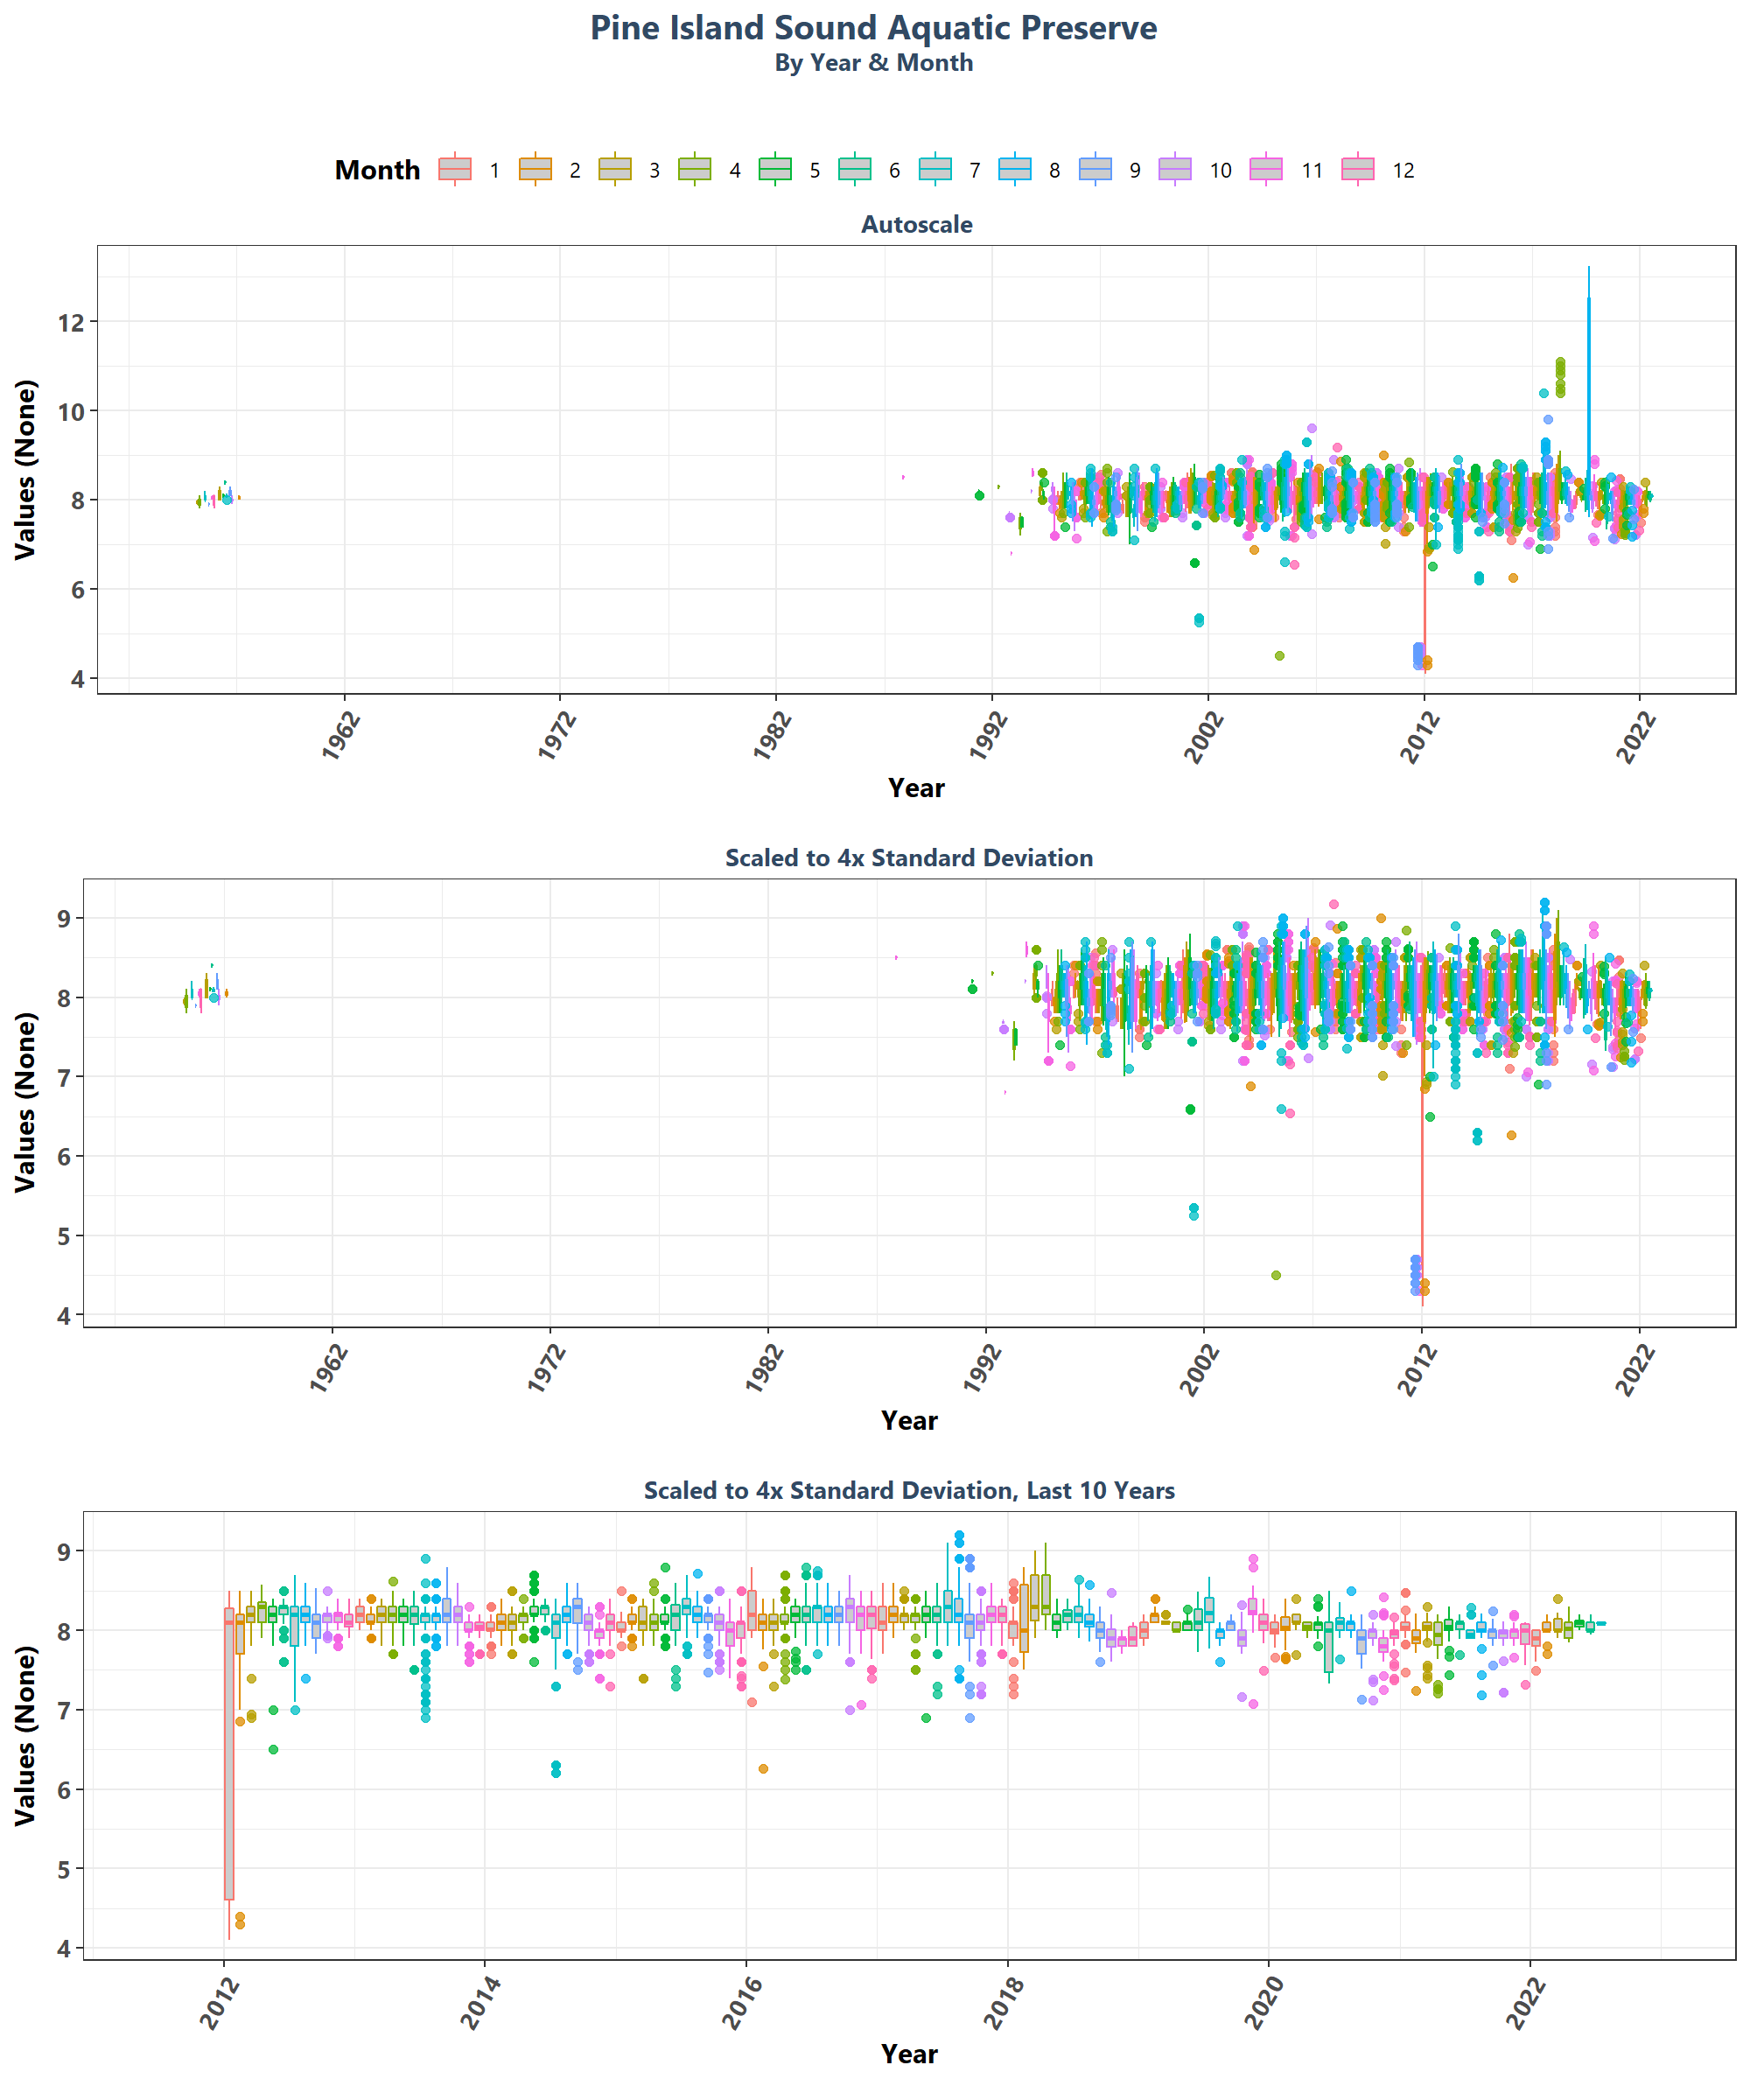 Pine Island Sound Aquatic Preserve
By Year & Month
Month 1 2 3 4 5 6 7 8 9 10 11 12
Autoscale
Values (None)
12
10
8
6
4
1962 1972 1982 1992 2002 2012 2022
Year
Scaled to 4x Standard Deviation
Values (None)
9
8
7
6
5
4
1962 1972 1982 1992 2002 2012 2022
Year
Scaled to 4x Standard Deviation, Last 10 Years
Values (None)
9
8
7
6
5
4
2012 2014 2016 2018 2020 2022
Year